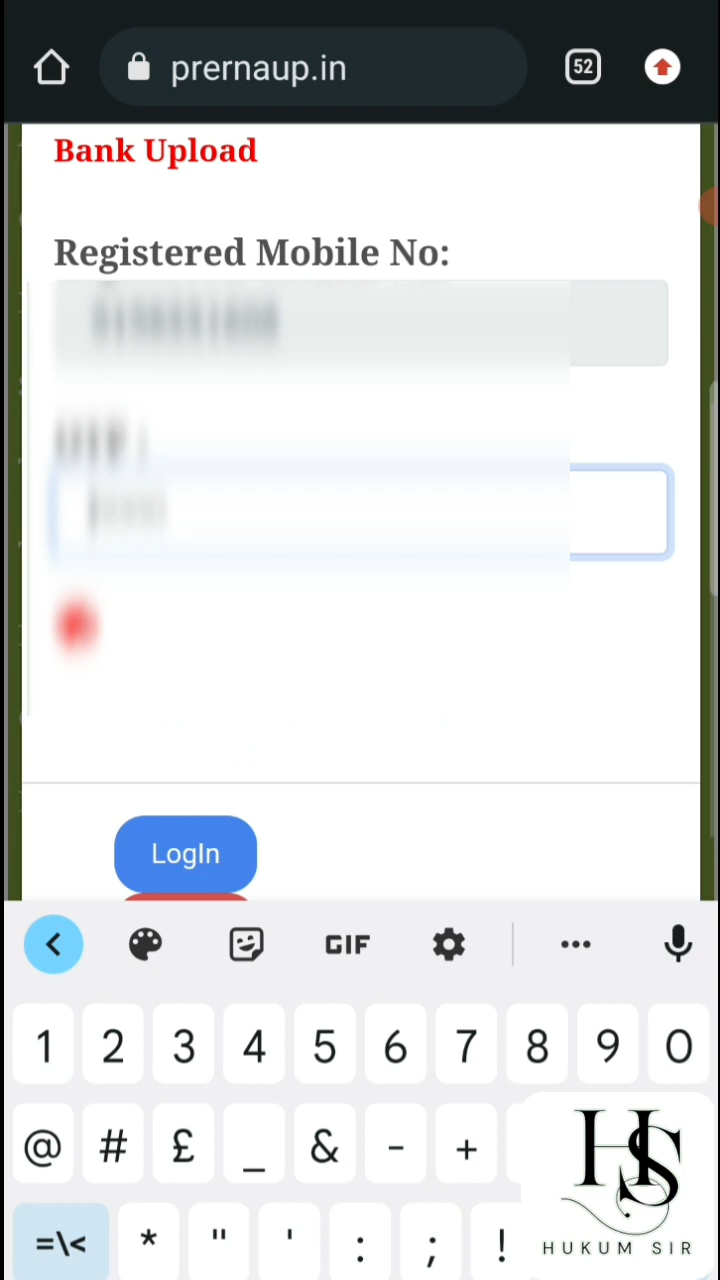 prernaup.in
52
Bank Upload
Registered Mobile No:
LogIn
GIF
1 2 3 4 5 6 7 8 9 0
@ # £ _ & - +
=\< * " ' : ; !
HS
HUKUM SIR